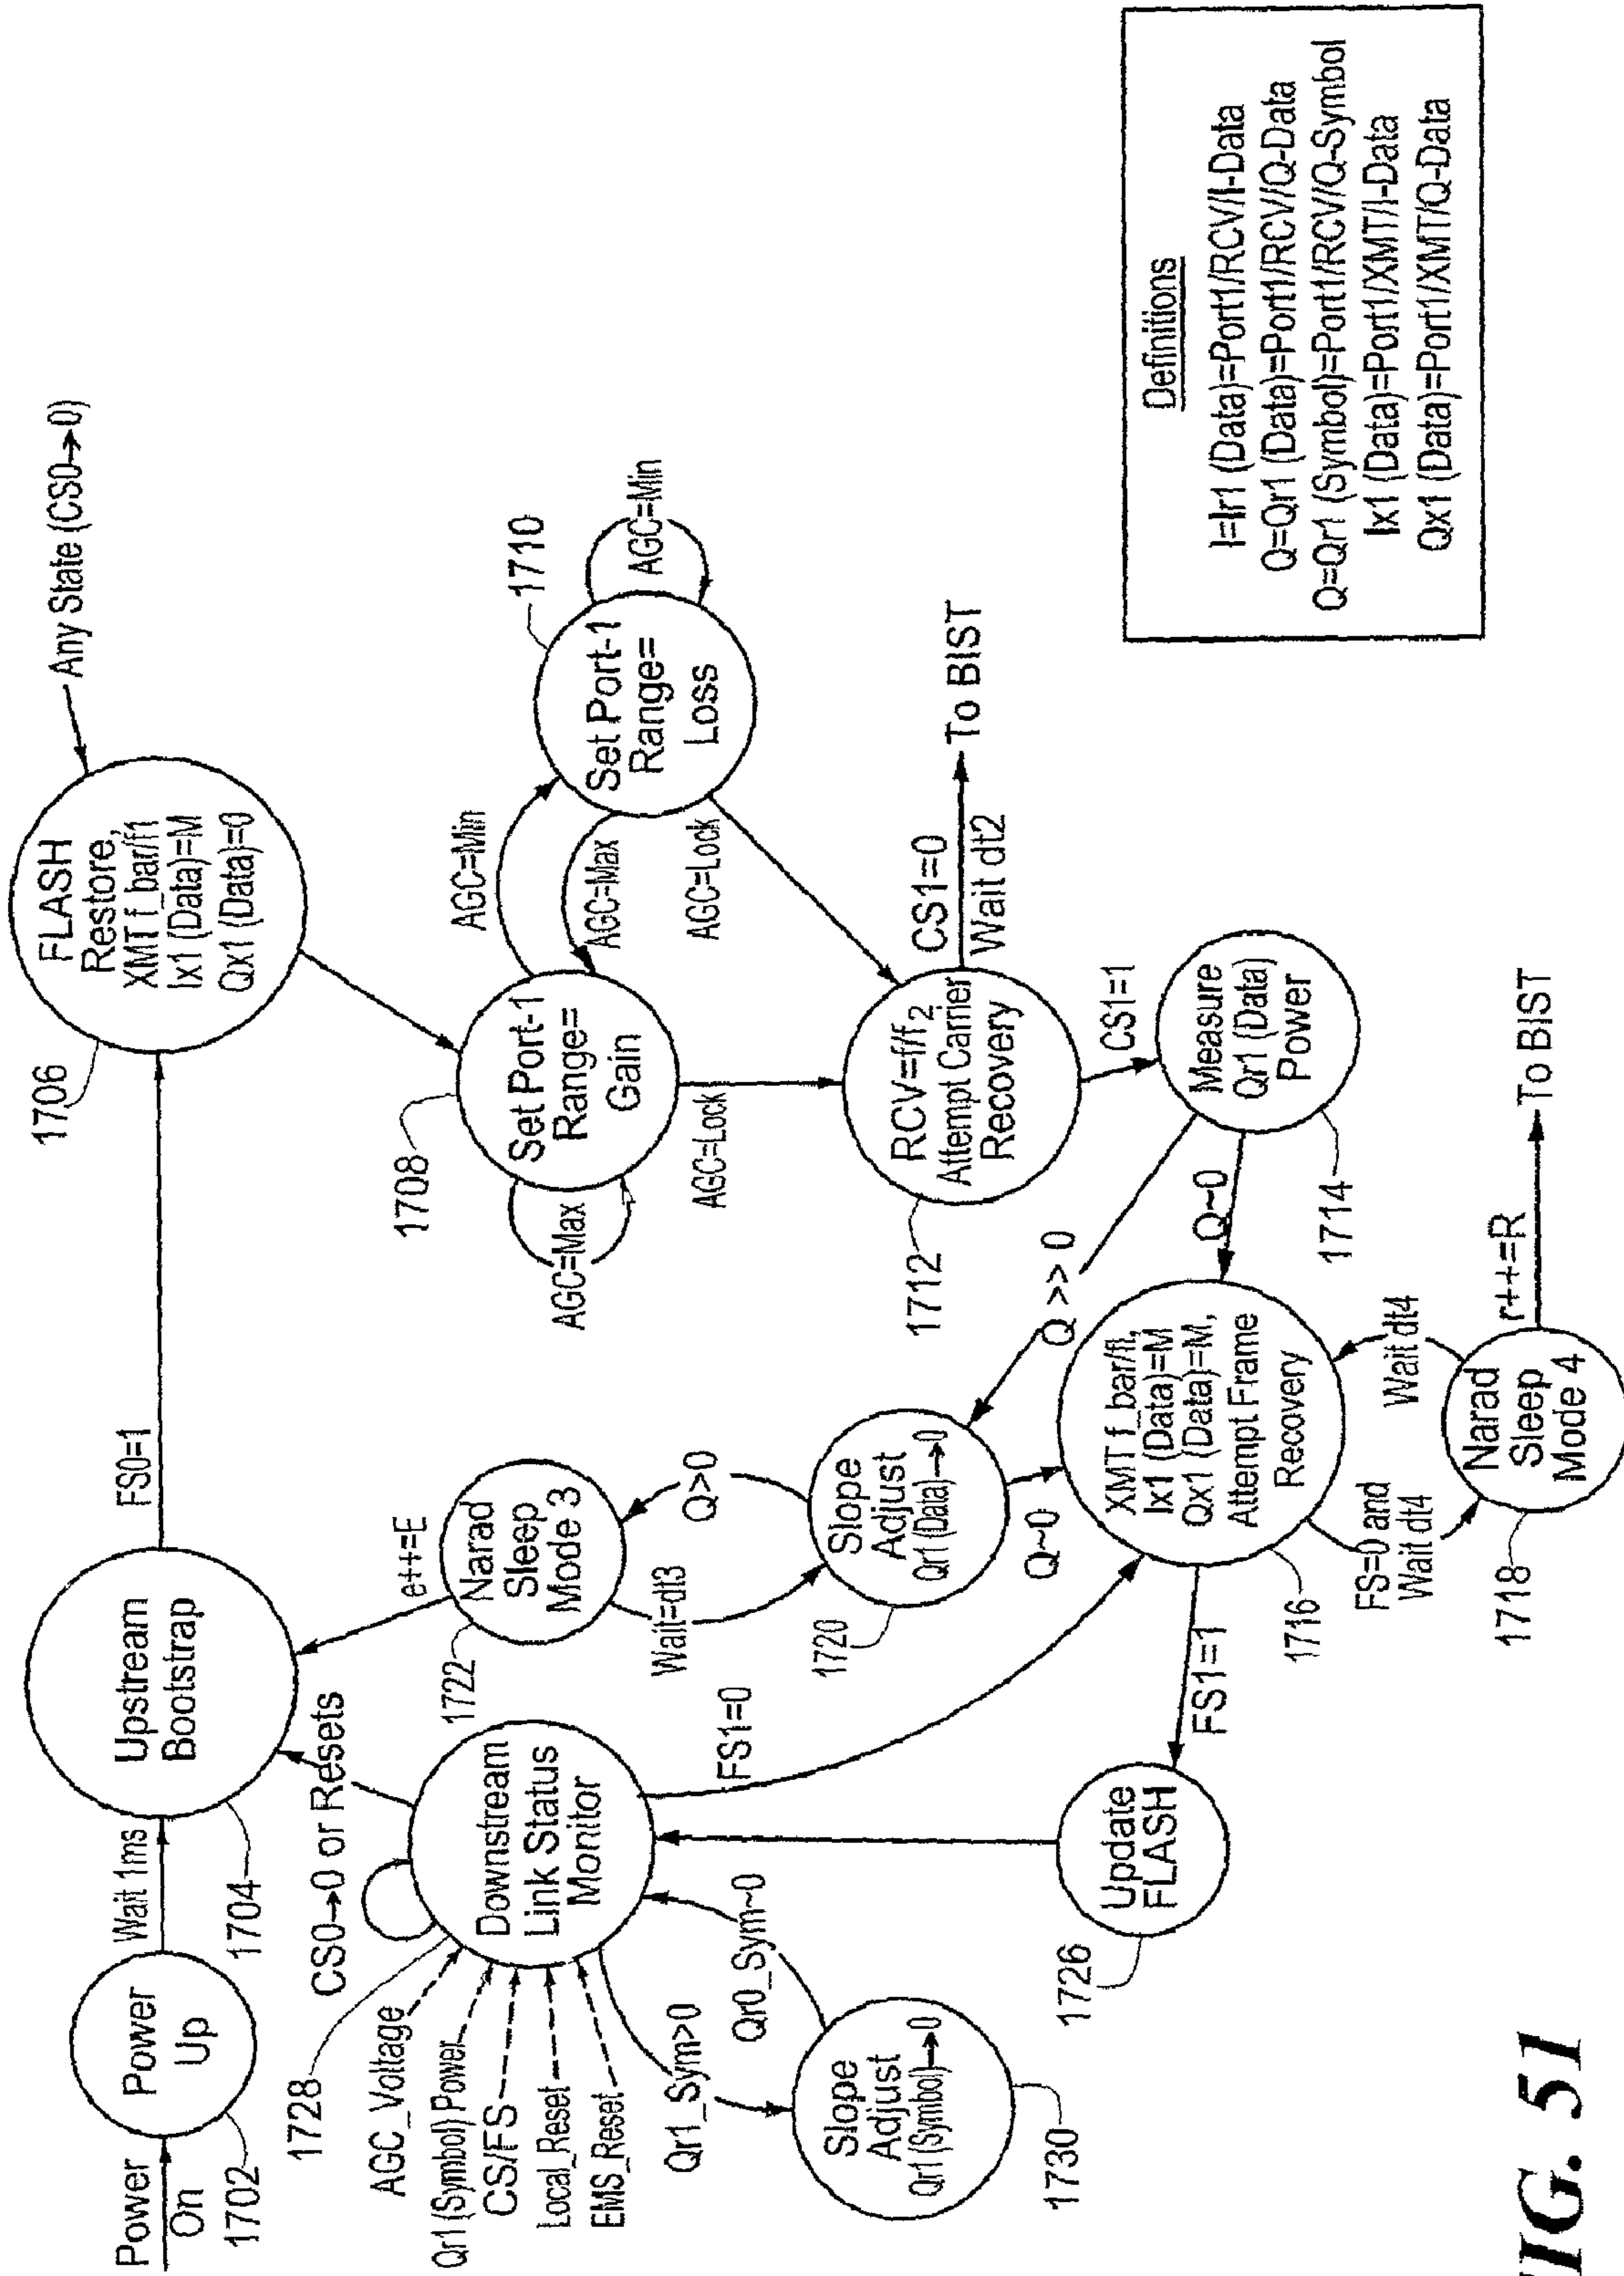 Power
On
1702
Power
Up
Wait 1ms
1704
Upstream
Bootstrap
FS0=1
1706
FLASH
Restore,
XMT f_bar/f1
Ix1 (Data)=M
Qx1 (Data)=0
Any State (CS0→0)
1708
Set Port-1
Range=
Gain
AGC=Max
AGC=Min
AGC=Max
1710
Set Port-1
Range=
Loss
AGC=Min
AGC=Lock
AGC=Lock
1712
RCV=f/f2
Attempt Carrier
Recovery
CS1=0
Wait dt2
To BIST
CS1=1
1714
Measure
Qr1 (Data)
Power
Q >> 0
Q~0
1716
XMT f_bar/fl,
Ix1 (Data)=M
Qx1 (Data)=M,
Attempt Frame
Recovery
FS=0 and
Wait dt4
Wait dt4
1718
Narad
Sleep
Mode 4
r++=R
To BIST
1720
Slope
Adjust
Qr1 (Data)→0
Q~0
Q>0
Wait=dt3
1722
Narad
Sleep
Mode 3
e++=E
FS1=1
1726
Update
FLASH
FS1=0
CS0→0 or Resets
1728
Downstream
Link Status
Monitor
AGC_Voltage
Qr1 (Symbol) Power
CS/FS
Local_Reset
EMS_Reset
Qr1_Sym>0
Qr0_Sym~0
1730
Slope
Adjust
Qr1 (Symbol)→0
Definitions
I=Ir1 (Data)=Port1/RCV/I-Data
Q=Qr1 (Data)=Port1/RCV/Q-Data
Q=Qr1 (Symbol)=Port1/RCV/Q-Symbol
Ix1 (Data)=Port1/XMT/I-Data
Qx1 (Data)=Port1/XMT/Q-Data
FIG. 51